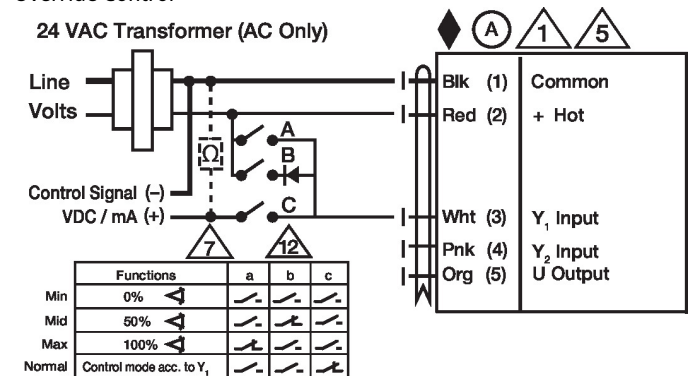 24 VAC Transformer (AC Only)
A 1 5
Line
Volts
Blk (1) Common
Red (2) + Hot
A
B
C
Ω
Control Signal (–)
VDC / mA (+)
Wht (3) Y1 Input
Pnk (4) Y2 Input
Org (5) U Output
7 12
Functions a b c
Min 0%
Mid 50%
Max 100%
Normal Control mode acc. to Y1